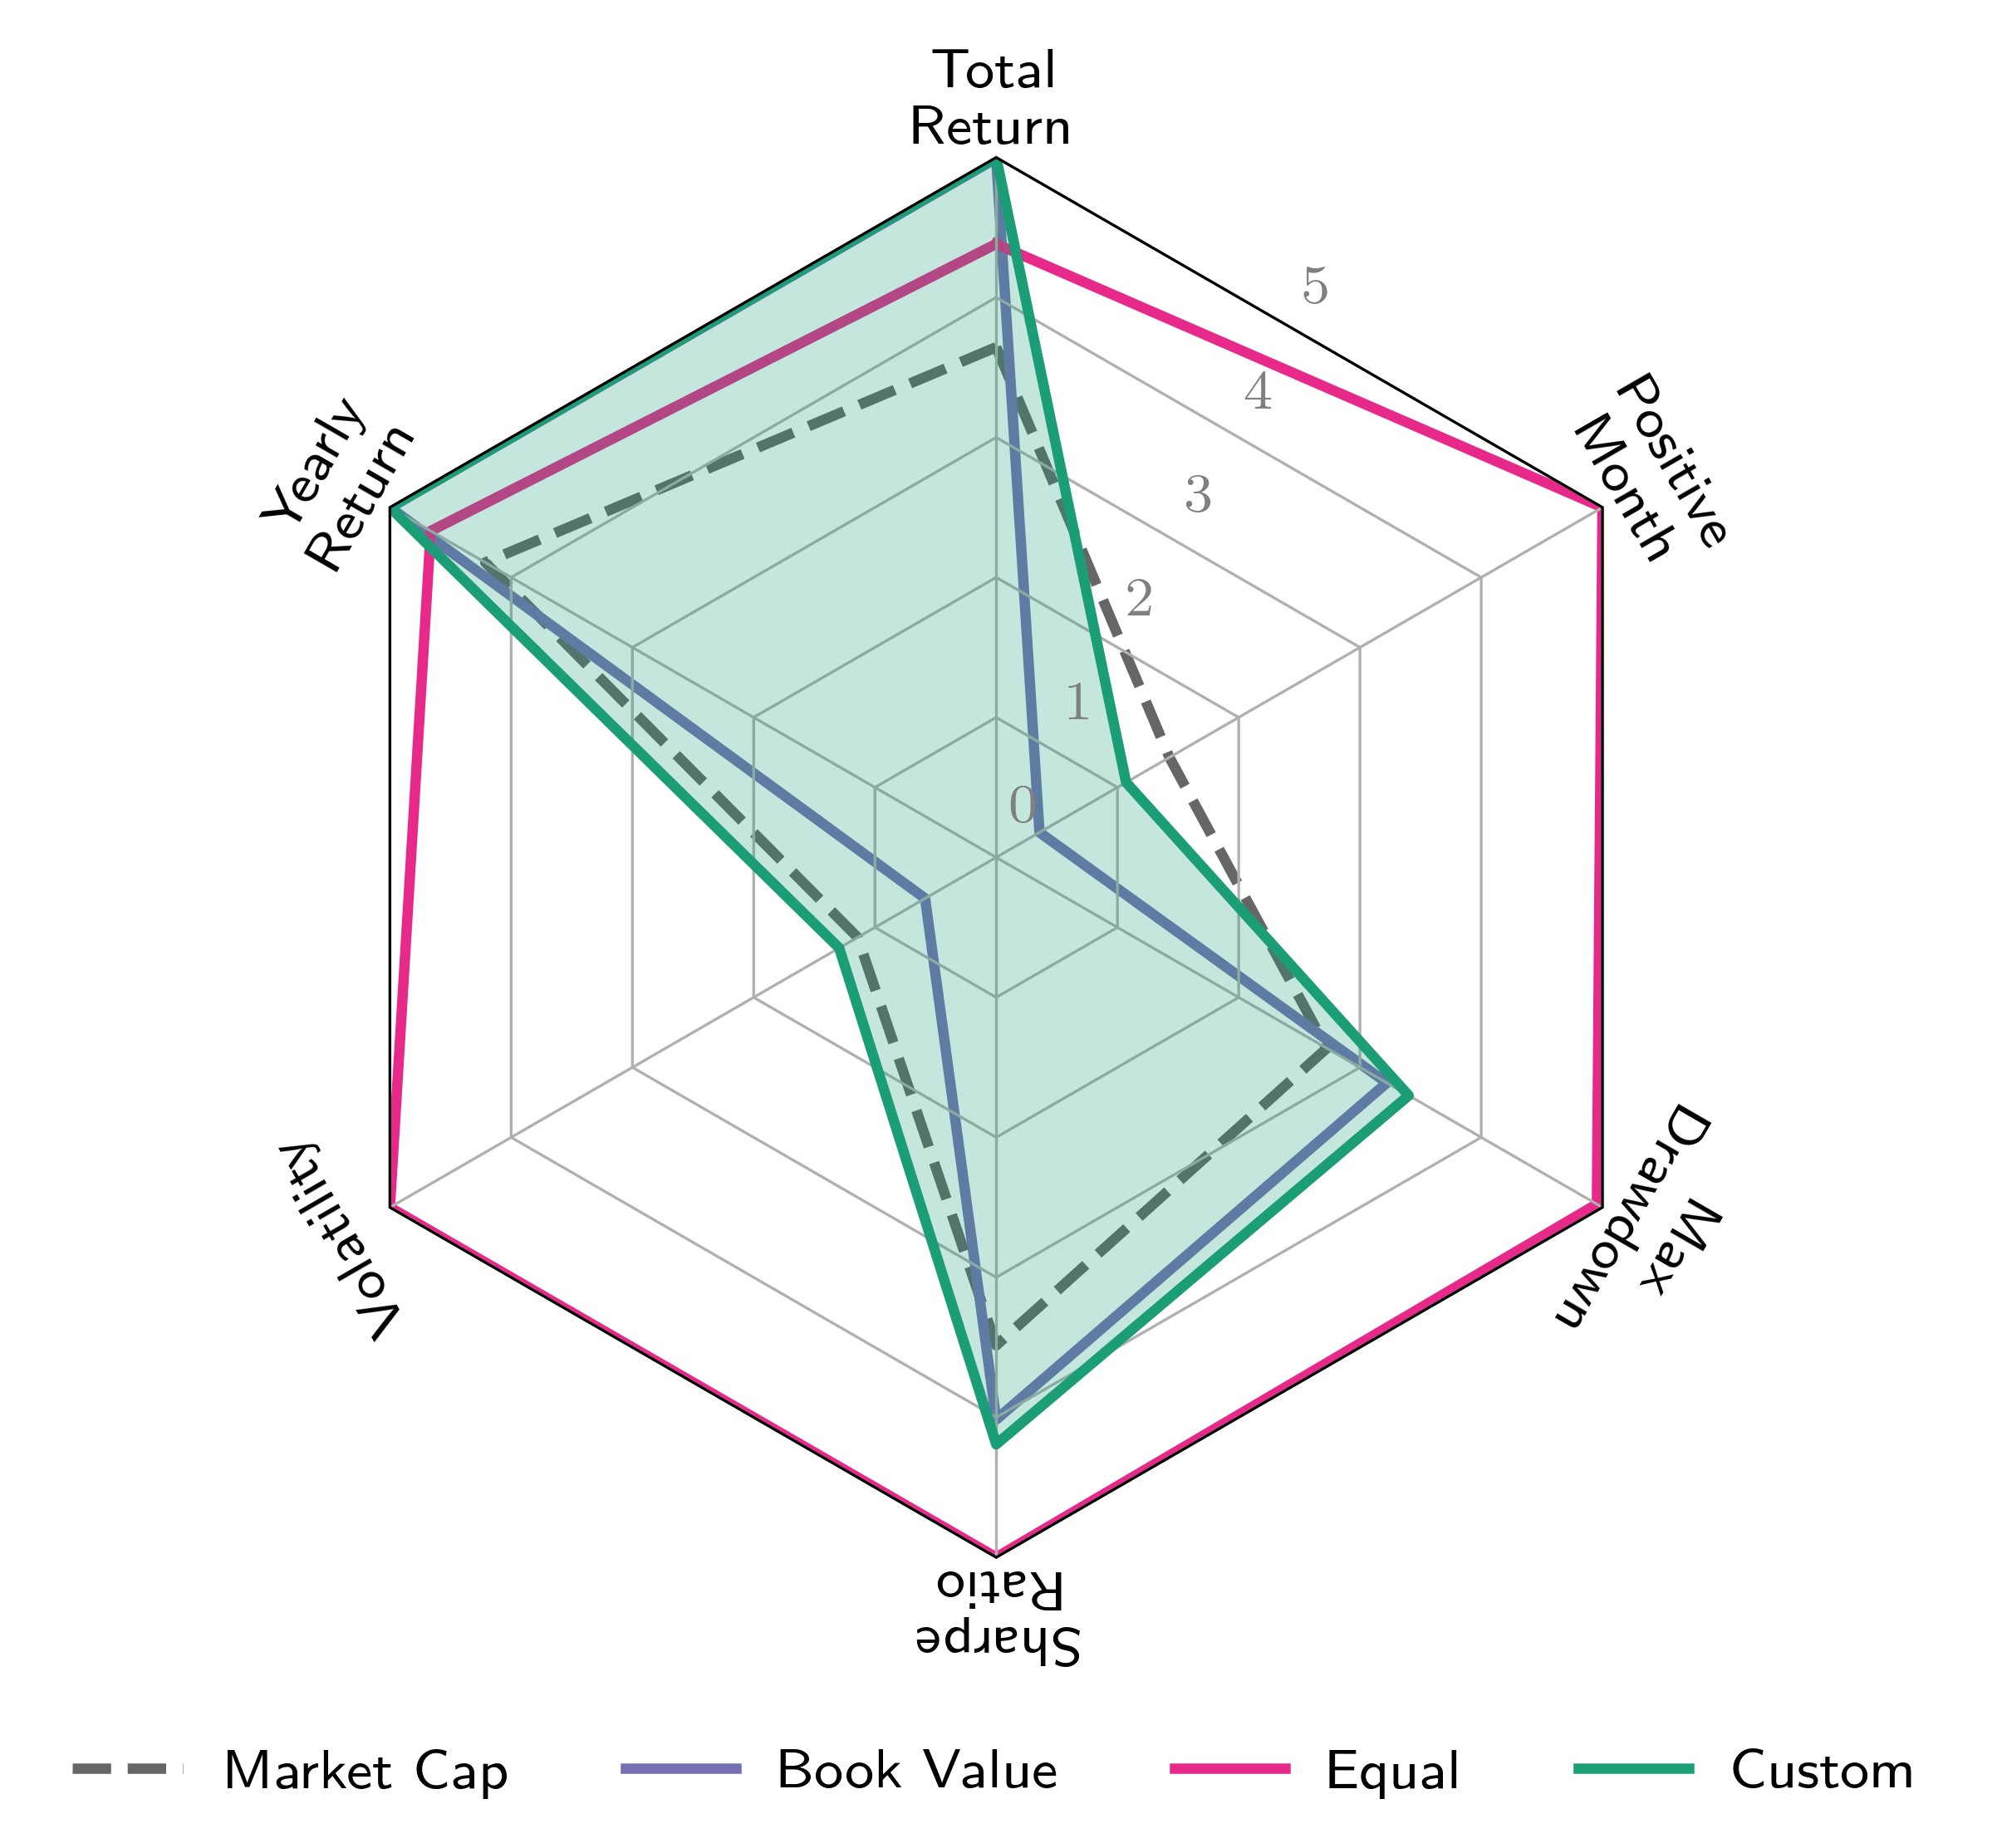 Total
Return
Positive
Month
Yearly
Return
5
4
3
2
1
0
Max
Drawdown
Volatility
Sharpe
Ratio
Market Cap
Book Value
Equal
Custom